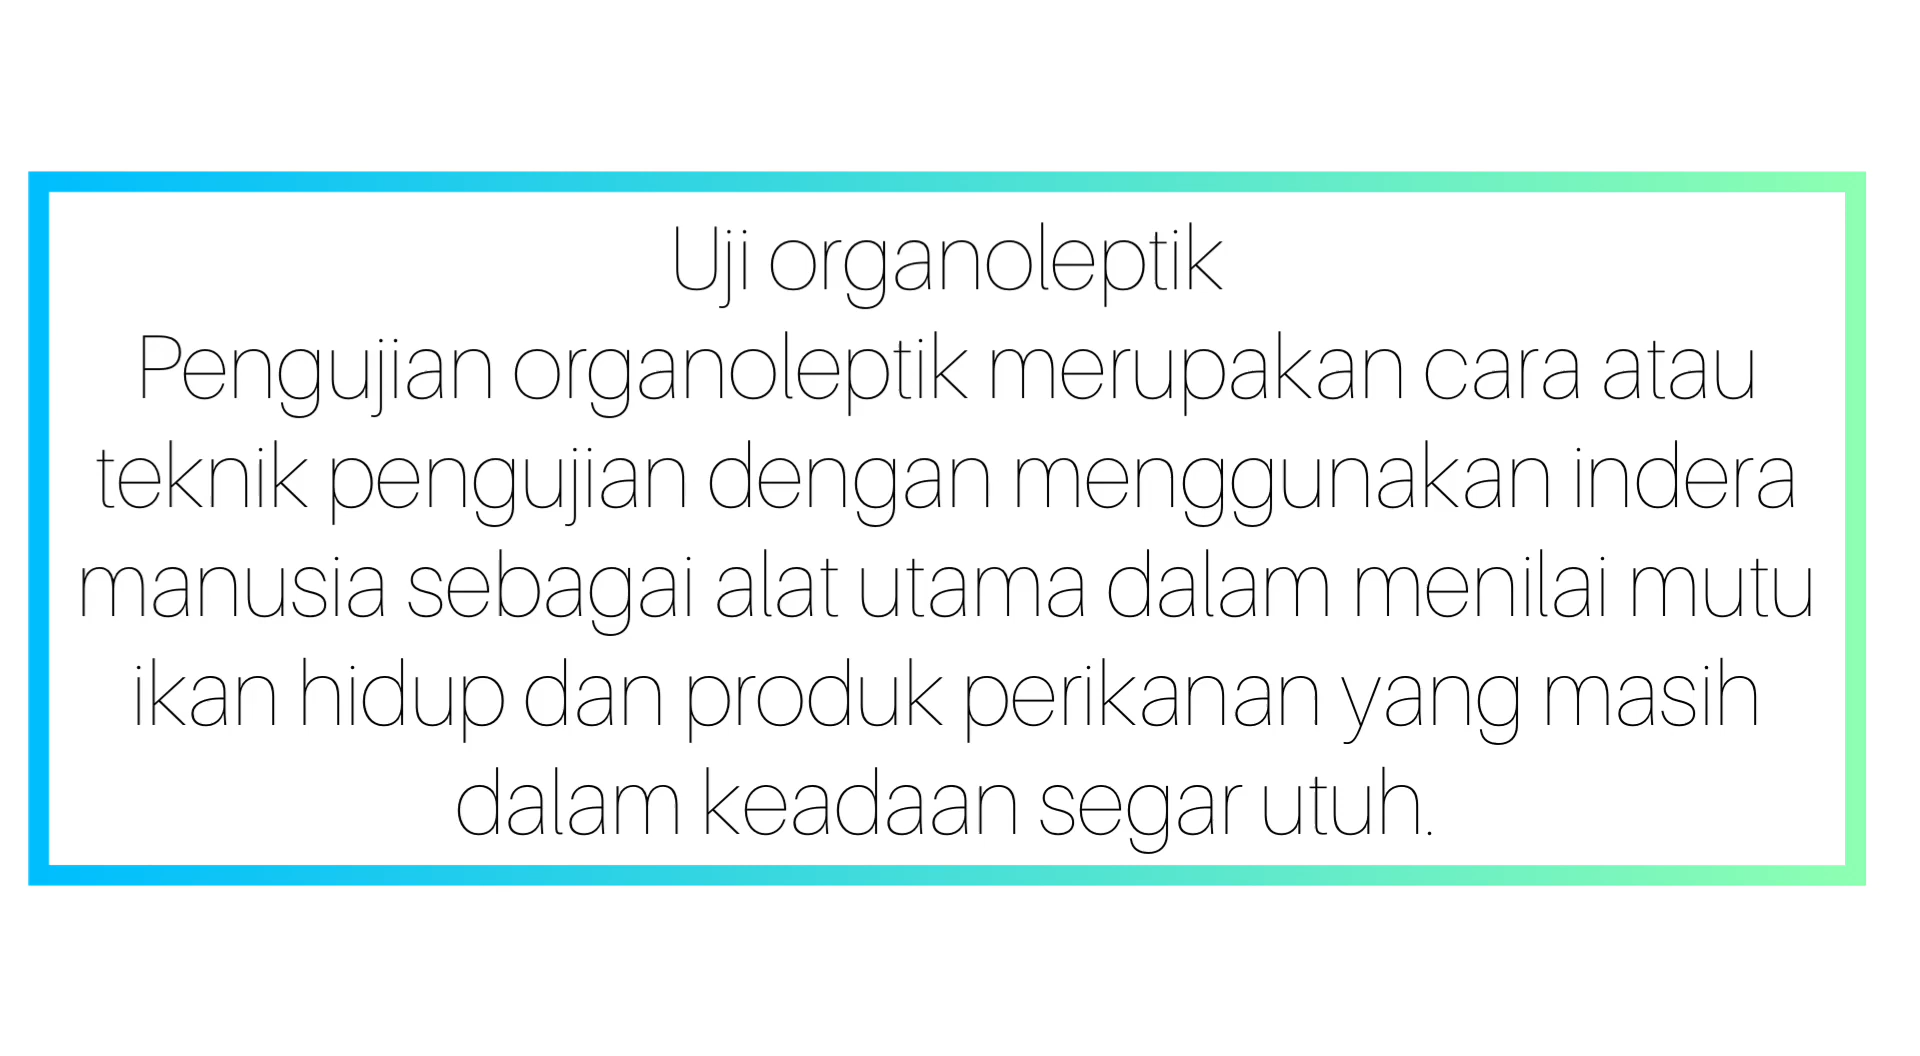 Uji organoleptik
Pengujian organoleptik merupakan cara atau
teknik pengujian dengan menggunakan indera
manusia sebagai alat utama dalam menilai mutu
ikan hidup dan produk perikanan yang masih
dalam keadaan segar utuh.